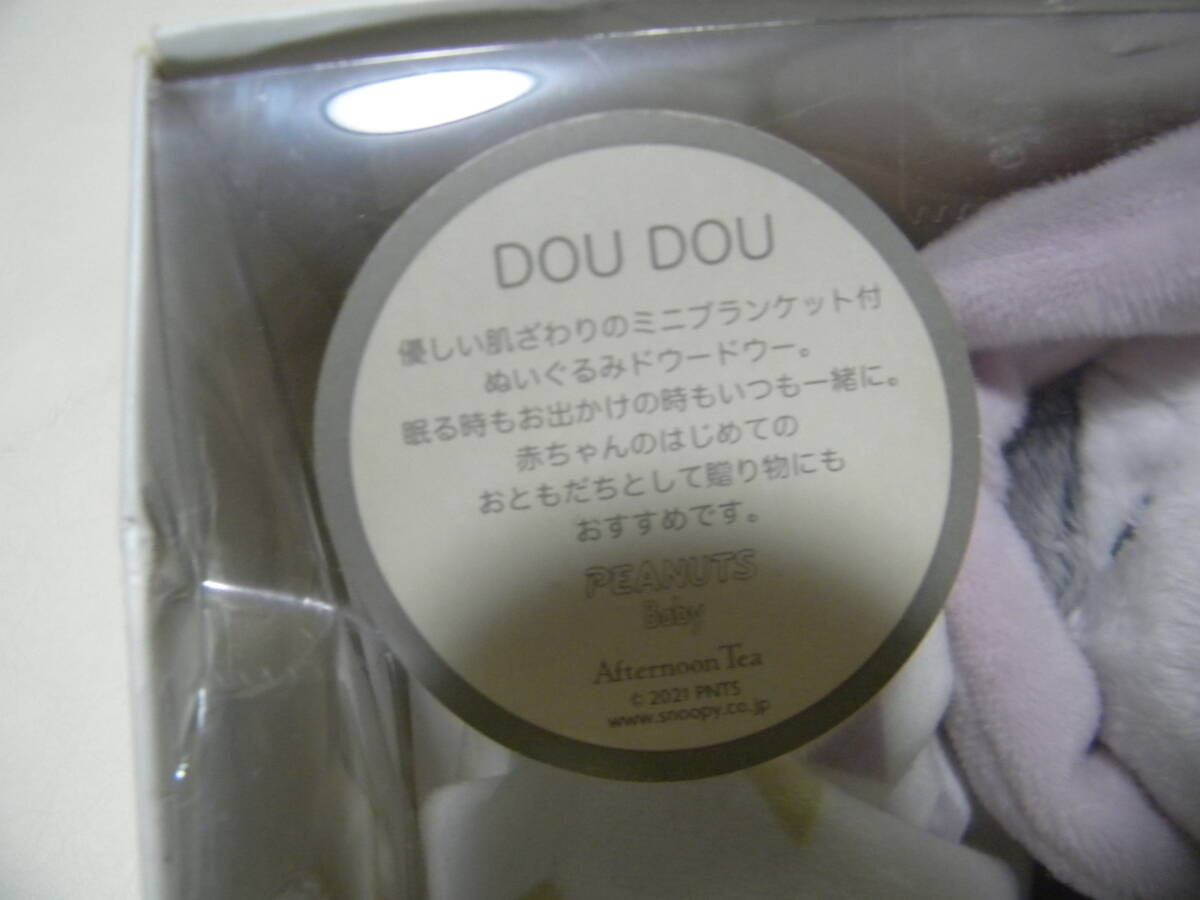 DOU DOU
優しい肌ざわりのミニブランケット付
ぬいぐるみドゥードゥー。
眠る時もお出かけの時もいつも一緒に。
赤ちゃんのはじめての
おともだちとして贈り物にも
おすすめです。
PEANUTS
Baby
Afternoon Tea
© 2021 PNTS
www.snoopy.co.jp